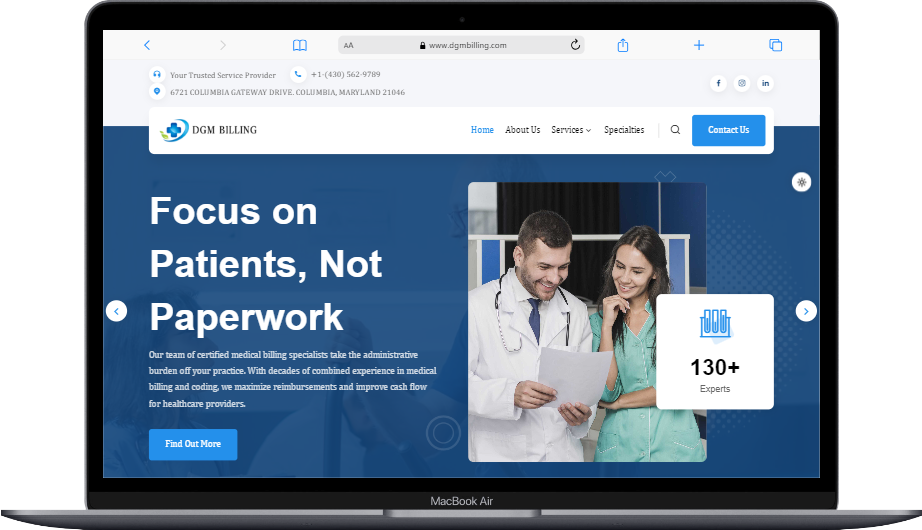 AA www.dgmbilling.com
Your Trusted Service Provider +1-(430) 562-9789
6721 COLUMBIA GATEWAY DRIVE. COLUMBIA, MARYLAND 21046
DGM BILLING Home About Us Services Specialties Contact Us
Focus on
Patients, Not
Paperwork
Our team of certified medical billing specialists take the administrative
burden off your practice. With decades of combined experience in medical
billing and coding, we maximize reimbursements and improve cash flow
for healthcare providers.
Find Out More
130+
Experts
MacBook Air